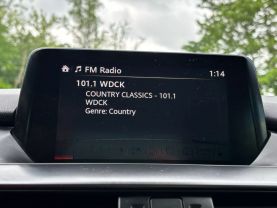 FM Radio 1:14
101.1 WDCK
COUNTRY CLASSICS - 101.1
WDCK
Genre: Country